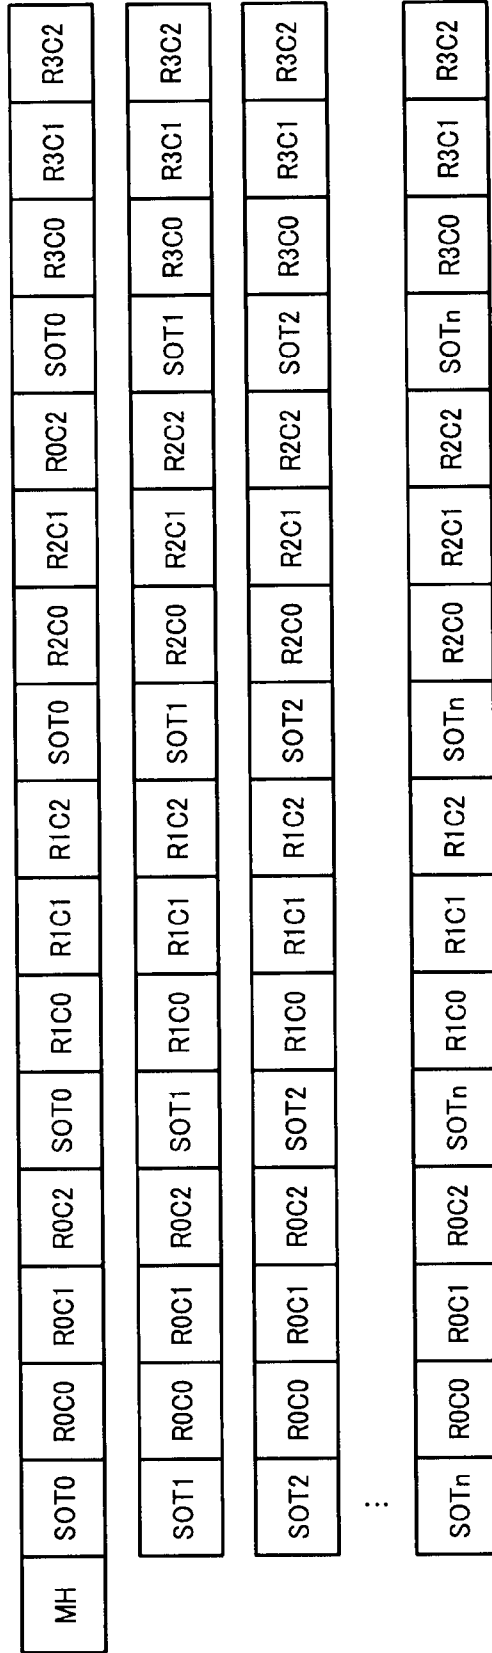 MH SOT0 R0C0 R0C1 R0C2 SOT0 R1C0 R1C1 R1C2 SOT0 R2C0 R2C1 R0C2 SOT0 R3C0 R3C1 R3C2
SOT1 R0C0 R0C1 R0C2 SOT1 R1C0 R1C1 R1C2 SOT1 R2C0 R2C1 R2C2 SOT1 R3C0 R3C1 R3C2
SOT2 R0C0 R0C1 R0C2 SOT2 R1C0 R1C1 R1C2 SOT2 R2C0 R2C1 R2C2 SOT2 R3C0 R3C1 R3C2
⋮
SOTn R0C0 R0C1 R0C2 SOTn R1C0 R1C1 R1C2 SOTn R2C0 R2C1 R2C2 SOTn R3C0 R3C1 R3C2